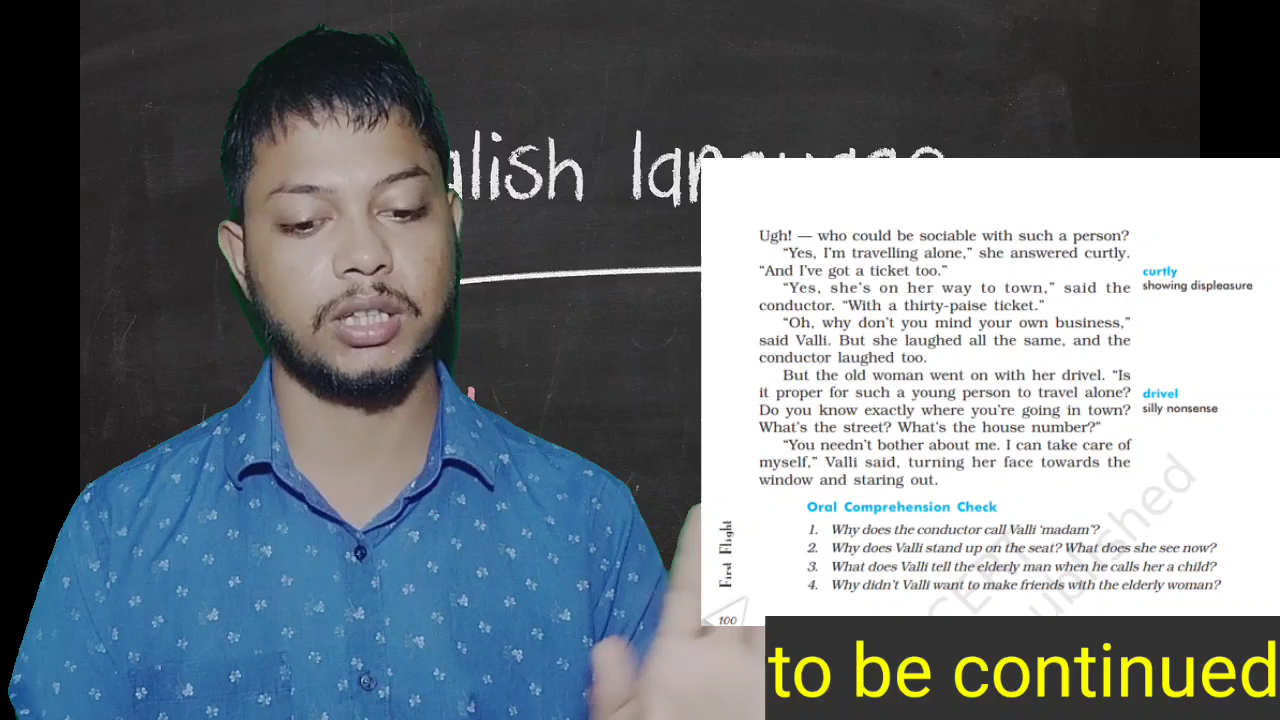 lish
Ugh! — who could be sociable with such a person?
“Yes, I’m travelling alone,” she answered curtly.
“And I’ve got a ticket too.”
“Yes, she’s on her way to town,” said the
conductor. “With a thirty-paise ticket.”
“Oh, why don’t you mind your own business,”
said Valli. But she laughed all the same, and the
conductor laughed too.
But the old woman went on with her drivel. “Is
it proper for such a young person to travel alone?
Do you know exactly where you’re going in town?
What’s the street? What’s the house number?”
“You needn’t bother about me. I can take care of
myself,” Valli said, turning her face towards the
window and staring out.
curtly
showing displeasure
drivel
silly nonsense
Oral Comprehension Check
1. Why does the conductor call Valli ‘madam’?
2. Why does Valli stand up on the seat? What does she see now?
3. What does Valli tell the elderly man when he calls her a child?
4. Why didn’t Valli want to make friends with the elderly woman?
First Flight
100
to be continued